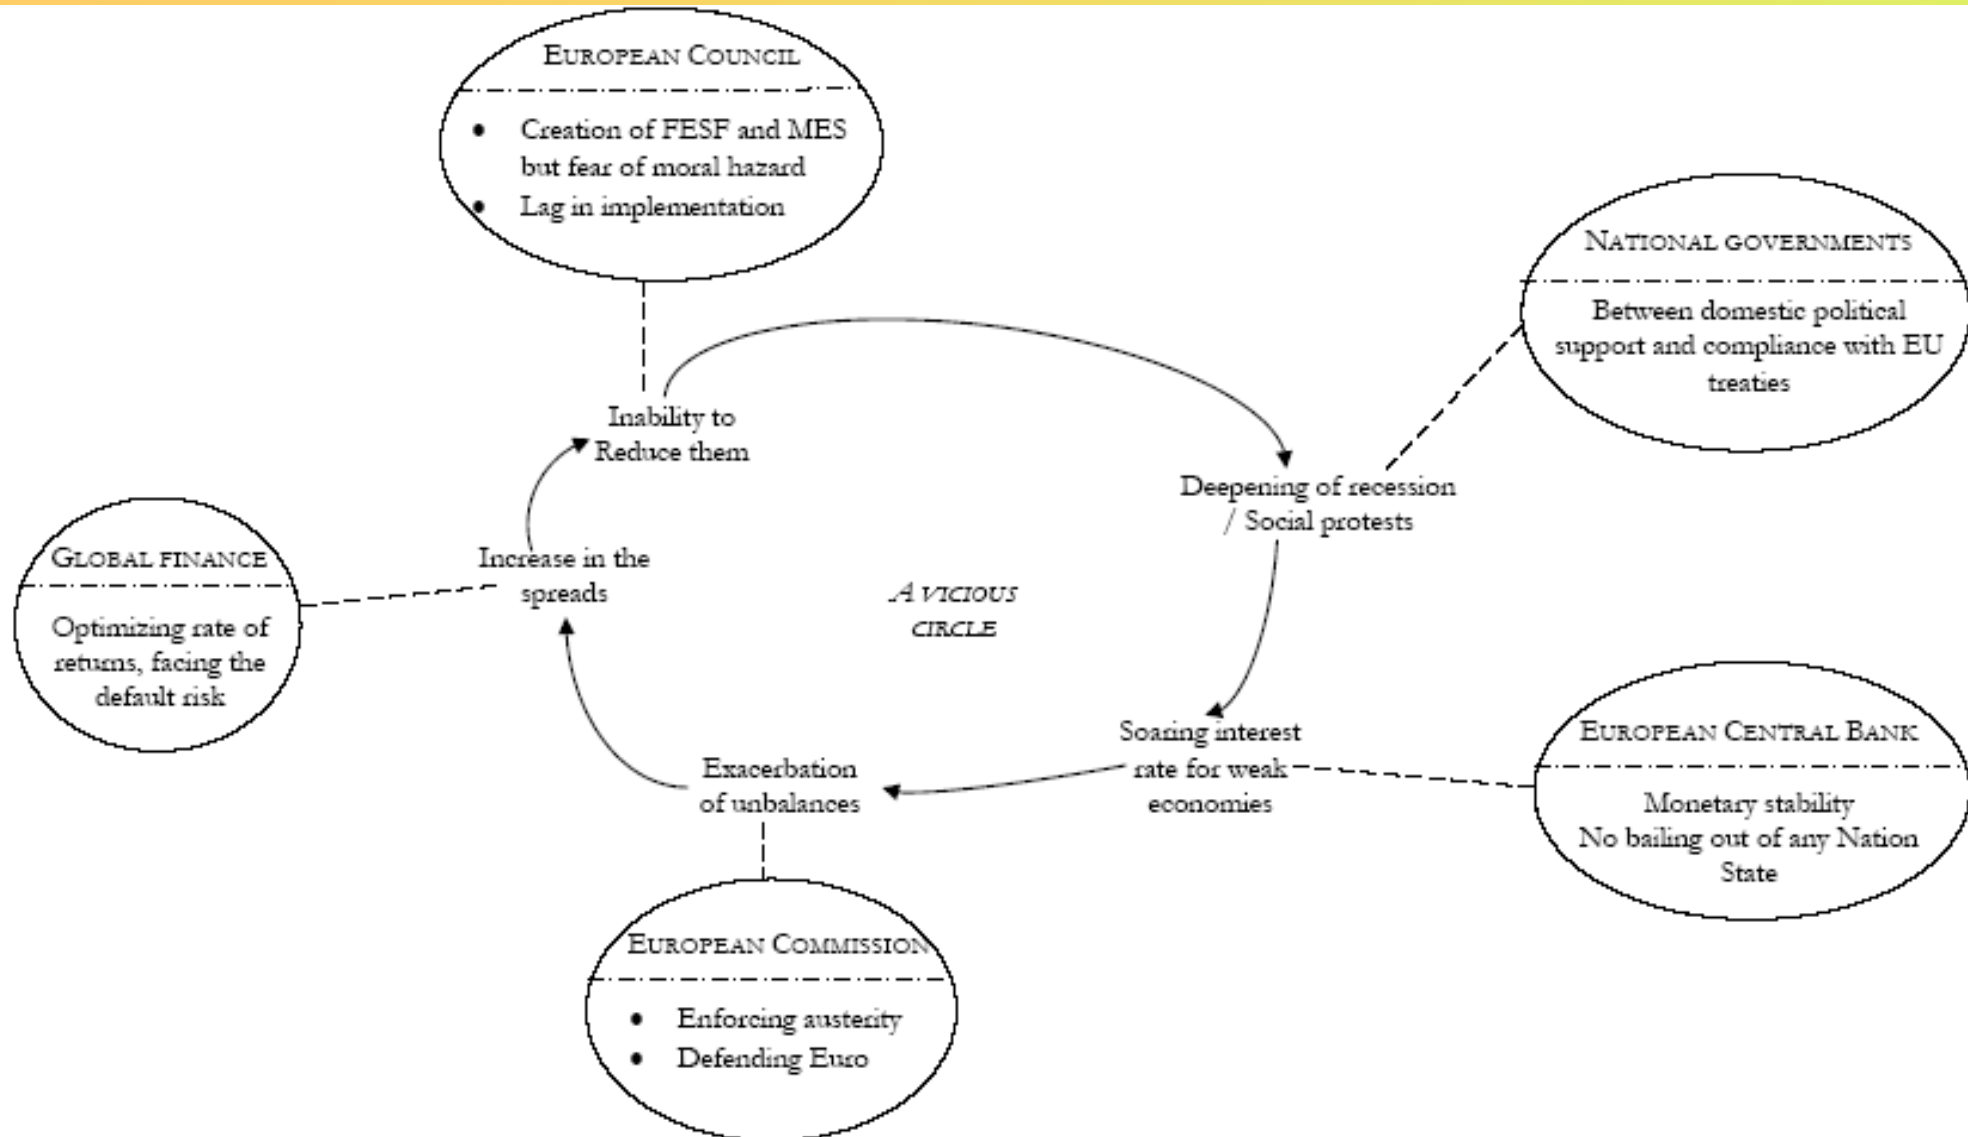 EUROPEAN COUNCIL
• Creation of FESF and MES
but fear of moral hazard
• Lag in implementation
NATIONAL GOVERNMENTS
Between domestic political
support and compliance with EU
treaties
Inability to
Reduce them
Deepening of recession
/ Social protests
GLOBAL FINANCE
Optimizing rate of
returns, facing the
default risk
Increase in the
spreads
A VICIOUS
CIRCLE
Soaring interest
rate for weak
economies
EUROPEAN CENTRAL BANK
Monetary stability
No bailing out of any Nation
State
Exacerbation
of unbalances
EUROPEAN COMMISSION
• Enforcing austerity
• Defending Euro